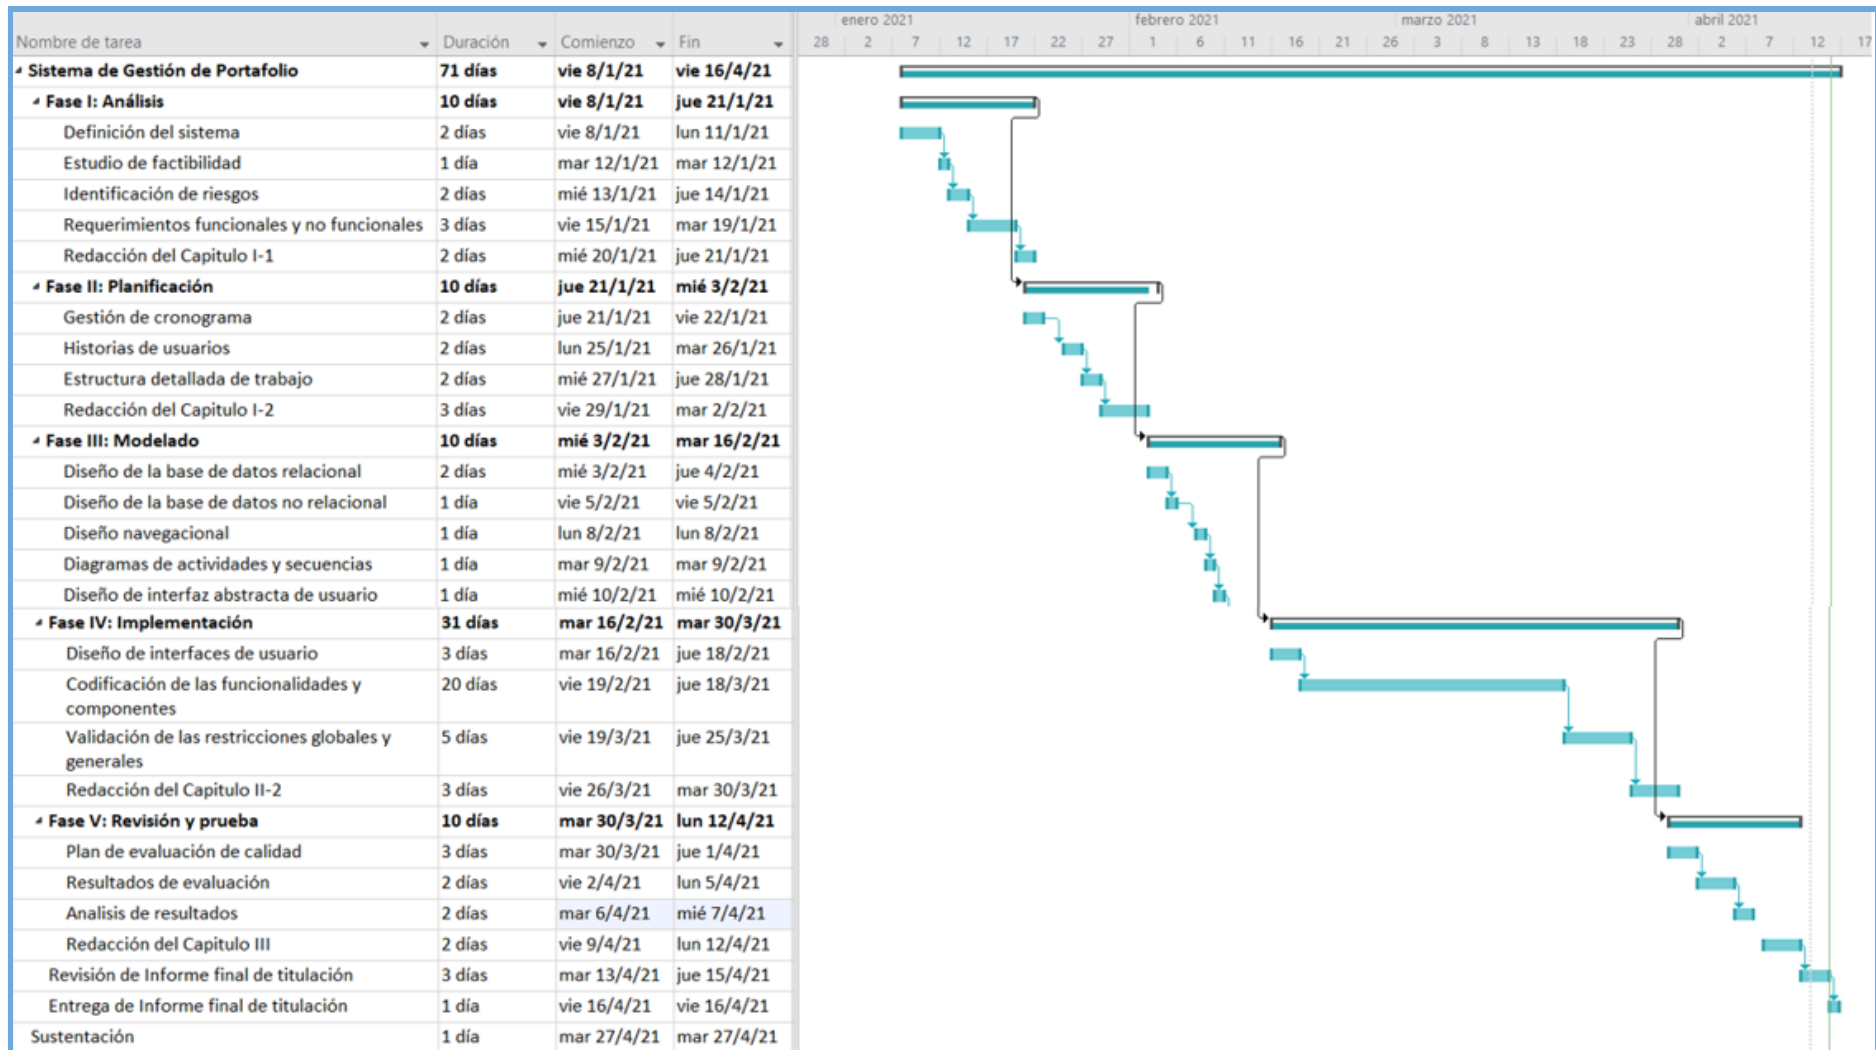 enero 2021 febrero 2021 marzo 2021 abril 2021
Nombre de tarea Duración Comienzo Fin 28 2 7 12 17 22 27 1 6 11 16 21 26 3 8 13 18 23 28 2 7 12 17
Sistema de Gestión de Portafolio 71 días vie 8/1/21 vie 16/4/21
Fase I: Análisis 10 días vie 8/1/21 jue 21/1/21
Definición del sistema 2 días vie 8/1/21 lun 11/1/21
Estudio de factibilidad 1 día mar 12/1/21 mar 12/1/21
Identificación de riesgos 2 días mié 13/1/21 jue 14/1/21
Requerimientos funcionales y no funcionales 3 días vie 15/1/21 mar 19/1/21
Redacción del Capitulo I-1 2 días mié 20/1/21 jue 21/1/21
Fase II: Planificación 10 días jue 21/1/21 mié 3/2/21
Gestión de cronograma 2 días jue 21/1/21 vie 22/1/21
Historias de usuarios 2 días lun 25/1/21 mar 26/1/21
Estructura detallada de trabajo 2 días mié 27/1/21 jue 28/1/21
Redacción del Capitulo I-2 3 días vie 29/1/21 mar 2/2/21
Fase III: Modelado 10 días mié 3/2/21 mar 16/2/21
Diseño de la base de datos relacional 2 días mié 3/2/21 jue 4/2/21
Diseño de la base de datos no relacional 1 día vie 5/2/21 vie 5/2/21
Diseño navegacional 1 día lun 8/2/21 lun 8/2/21
Diagramas de actividades y secuencias 1 día mar 9/2/21 mar 9/2/21
Diseño de interfaz abstracta de usuario 1 día mié 10/2/21 mié 10/2/21
Fase IV: Implementación 31 días mar 16/2/21 mar 30/3/21
Diseño de interfaces de usuario 3 días mar 16/2/21 jue 18/2/21
Codificación de las funcionalidades y 20 días vie 19/2/21 jue 18/3/21
componentes
Validación de las restricciones globales y 5 días vie 19/3/21 jue 25/3/21
generales
Redacción del Capitulo II-2 3 días vie 26/3/21 mar 30/3/21
Fase V: Revisión y prueba 10 días mar 30/3/21 lun 12/4/21
Plan de evaluación de calidad 3 días mar 30/3/21 jue 1/4/21
Resultados de evaluación 2 días vie 2/4/21 lun 5/4/21
Analisis de resultados 2 días mar 6/4/21 mié 7/4/21
Redacción del Capitulo III 2 días vie 9/4/21 lun 12/4/21
Revisión de Informe final de titulación 3 días mar 13/4/21 jue 15/4/21
Entrega de Informe final de titulación 1 día vie 16/4/21 vie 16/4/21
Sustentación 1 día mar 27/4/21 mar 27/4/21